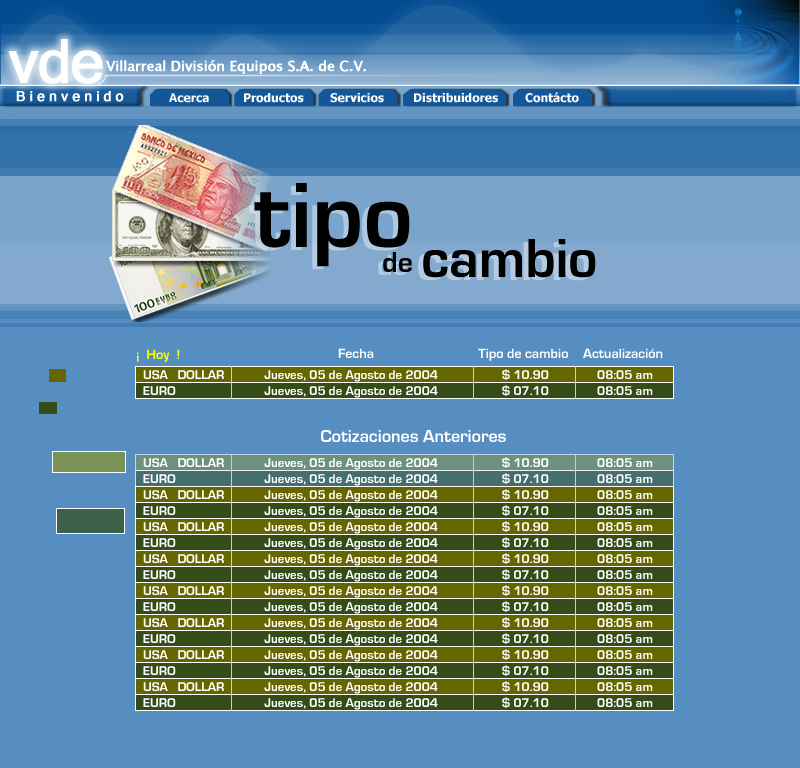 vde Villarreal División Equipos S.A. de C.V.
Bienvenido Acerca Productos Servicios Distribuidores Contácto
BANCO DE MEXICO
100
100 EURO
tipo
de cambio
¡ Hoy ! Fecha Tipo de cambio Actualización
USA DOLLAR Jueves, 05 de Agosto de 2004 $ 10.90 08:05 am
EURO Jueves, 05 de Agosto de 2004 $ 07.10 08:05 am
Cotizaciones Anteriores
USA DOLLAR Jueves, 05 de Agosto de 2004 $ 10.90 08:05 am
EURO Jueves, 05 de Agosto de 2004 $ 07.10 08:05 am
USA DOLLAR Jueves, 05 de Agosto de 2004 $ 10.90 08:05 am
EURO Jueves, 05 de Agosto de 2004 $ 07.10 08:05 am
USA DOLLAR Jueves, 05 de Agosto de 2004 $ 10.90 08:05 am
EURO Jueves, 05 de Agosto de 2004 $ 07.10 08:05 am
USA DOLLAR Jueves, 05 de Agosto de 2004 $ 10.90 08:05 am
EURO Jueves, 05 de Agosto de 2004 $ 07.10 08:05 am
USA DOLLAR Jueves, 05 de Agosto de 2004 $ 10.90 08:05 am
EURO Jueves, 05 de Agosto de 2004 $ 07.10 08:05 am
USA DOLLAR Jueves, 05 de Agosto de 2004 $ 10.90 08:05 am
EURO Jueves, 05 de Agosto de 2004 $ 07.10 08:05 am
USA DOLLAR Jueves, 05 de Agosto de 2004 $ 10.90 08:05 am
EURO Jueves, 05 de Agosto de 2004 $ 07.10 08:05 am
USA DOLLAR Jueves, 05 de Agosto de 2004 $ 10.90 08:05 am
EURO Jueves, 05 de Agosto de 2004 $ 07.10 08:05 am